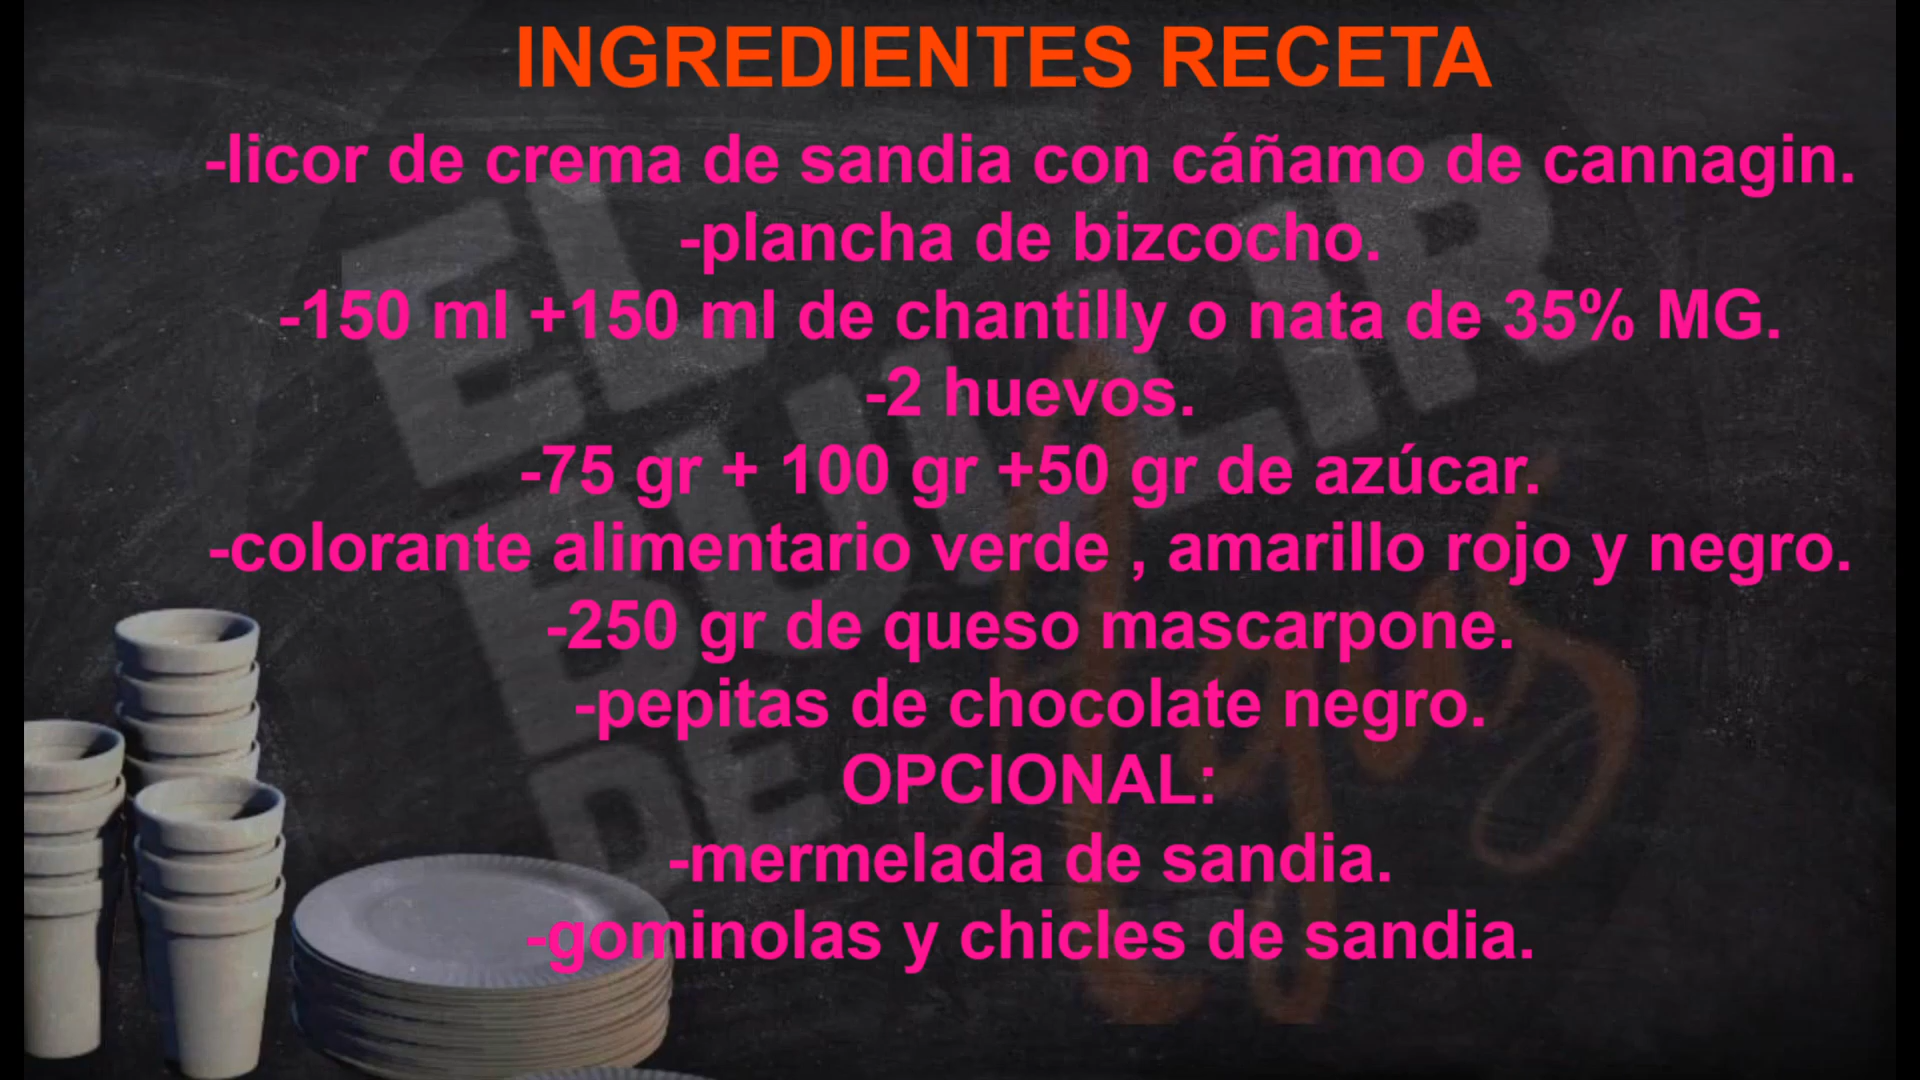 INGREDIENTES RECETA
-licor de crema de sandia con cáñamo de cannagin.
-plancha de bizcocho.
-150 ml +150 ml de chantilly o nata de 35% MG.
-2 huevos.
-75 gr + 100 gr +50 gr de azúcar.
-colorante alimentario verde , amarillo rojo y negro.
-250 gr de queso mascarpone.
-pepitas de chocolate negro.
OPCIONAL:
-mermelada de sandia.
-gominolas y chicles de sandia.
EL
DE